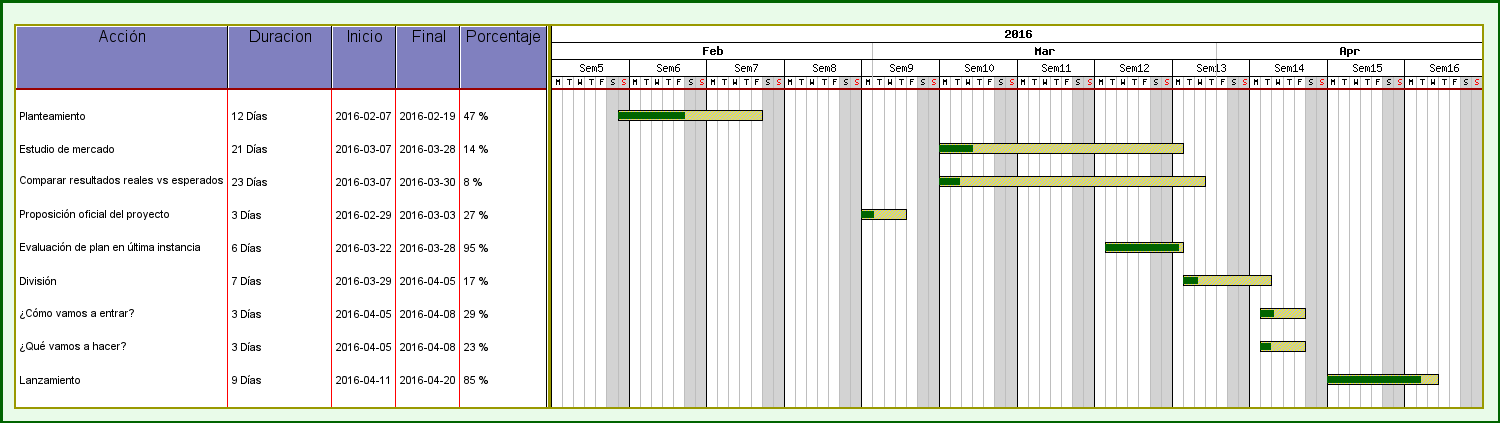 Acción Duracion Inicio Final Porcentaje
2016
Feb Mar Apr
Sem5 Sem6 Sem7 Sem8 Sem9 Sem10 Sem11 Sem12 Sem13 Sem14 Sem15 Sem16
M T W T F S S M T W T F S S M T W T F S S M T W T F S S M T W T F S S M T W T F S S M T W T F S S M T W T F S S M T W T F S S M T W T F S S M T W T F S S M T W T F S S
Planteamiento 12 Días 2016-02-07 2016-02-19 47 %
Estudio de mercado 21 Días 2016-03-07 2016-03-28 14 %
Comparar resultados reales vs esperados 23 Días 2016-03-07 2016-03-30 8 %
Proposición oficial del proyecto 3 Días 2016-02-29 2016-03-03 27 %
Evaluación de plan en última instancia 6 Días 2016-03-22 2016-03-28 95 %
División 7 Días 2016-03-29 2016-04-05 17 %
¿Cómo vamos a entrar? 3 Días 2016-04-05 2016-04-08 29 %
¿Qué vamos a hacer? 3 Días 2016-04-05 2016-04-08 23 %
Lanzamiento 9 Días 2016-04-11 2016-04-20 85 %